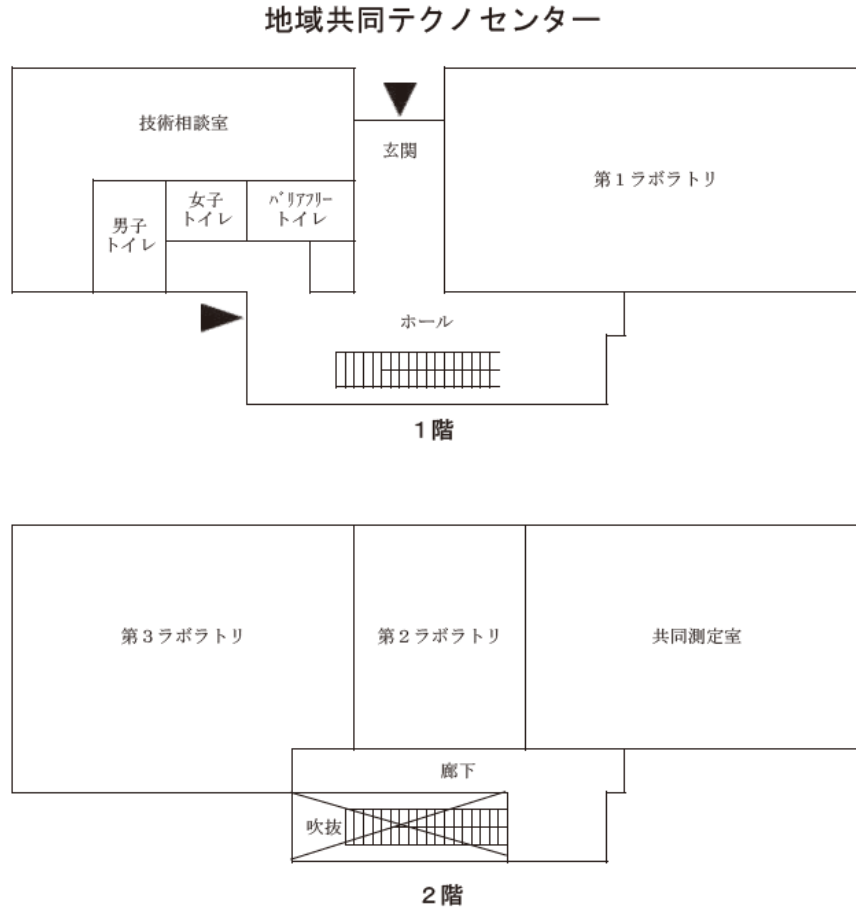 地域共同テクノセンター
技術相談室
玄関
第1ラボラトリ
男子
トイレ
女子
トイレ
ﾊﾞﾘｱﾌﾘｰ
トイレ
ホール
1階
第3ラボラトリ
第2ラボラトリ
共同測定室
廊下
吹抜
2階